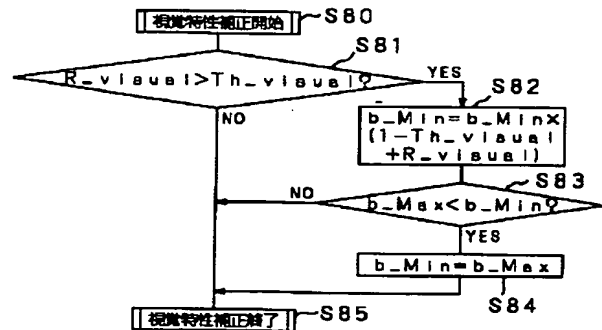 視覚特性補正開始 S80
S81
R_visual>Th_visual?
YES
S82
NO
b_Min=b_Min×
(1-Th_visual
+R_visual)
S83
NO
b_Max<b_Min?
YES
b_Min=b_Max
S84
視覚特性補正終了 S85